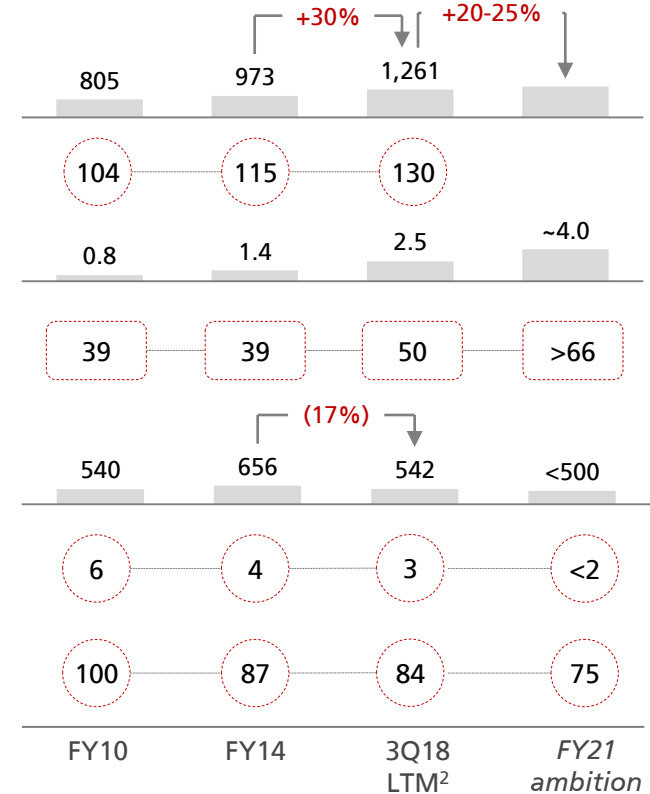 +30% +20-25%
805 973 1,261
104 115 130
0.8 1.4 2.5 ~4.0
39 39 50 >66
(17%)
540 656 542 <500
6 4 3 <2
100 87 84 75
FY10 FY14 3Q18 FY21
LTM² ambition